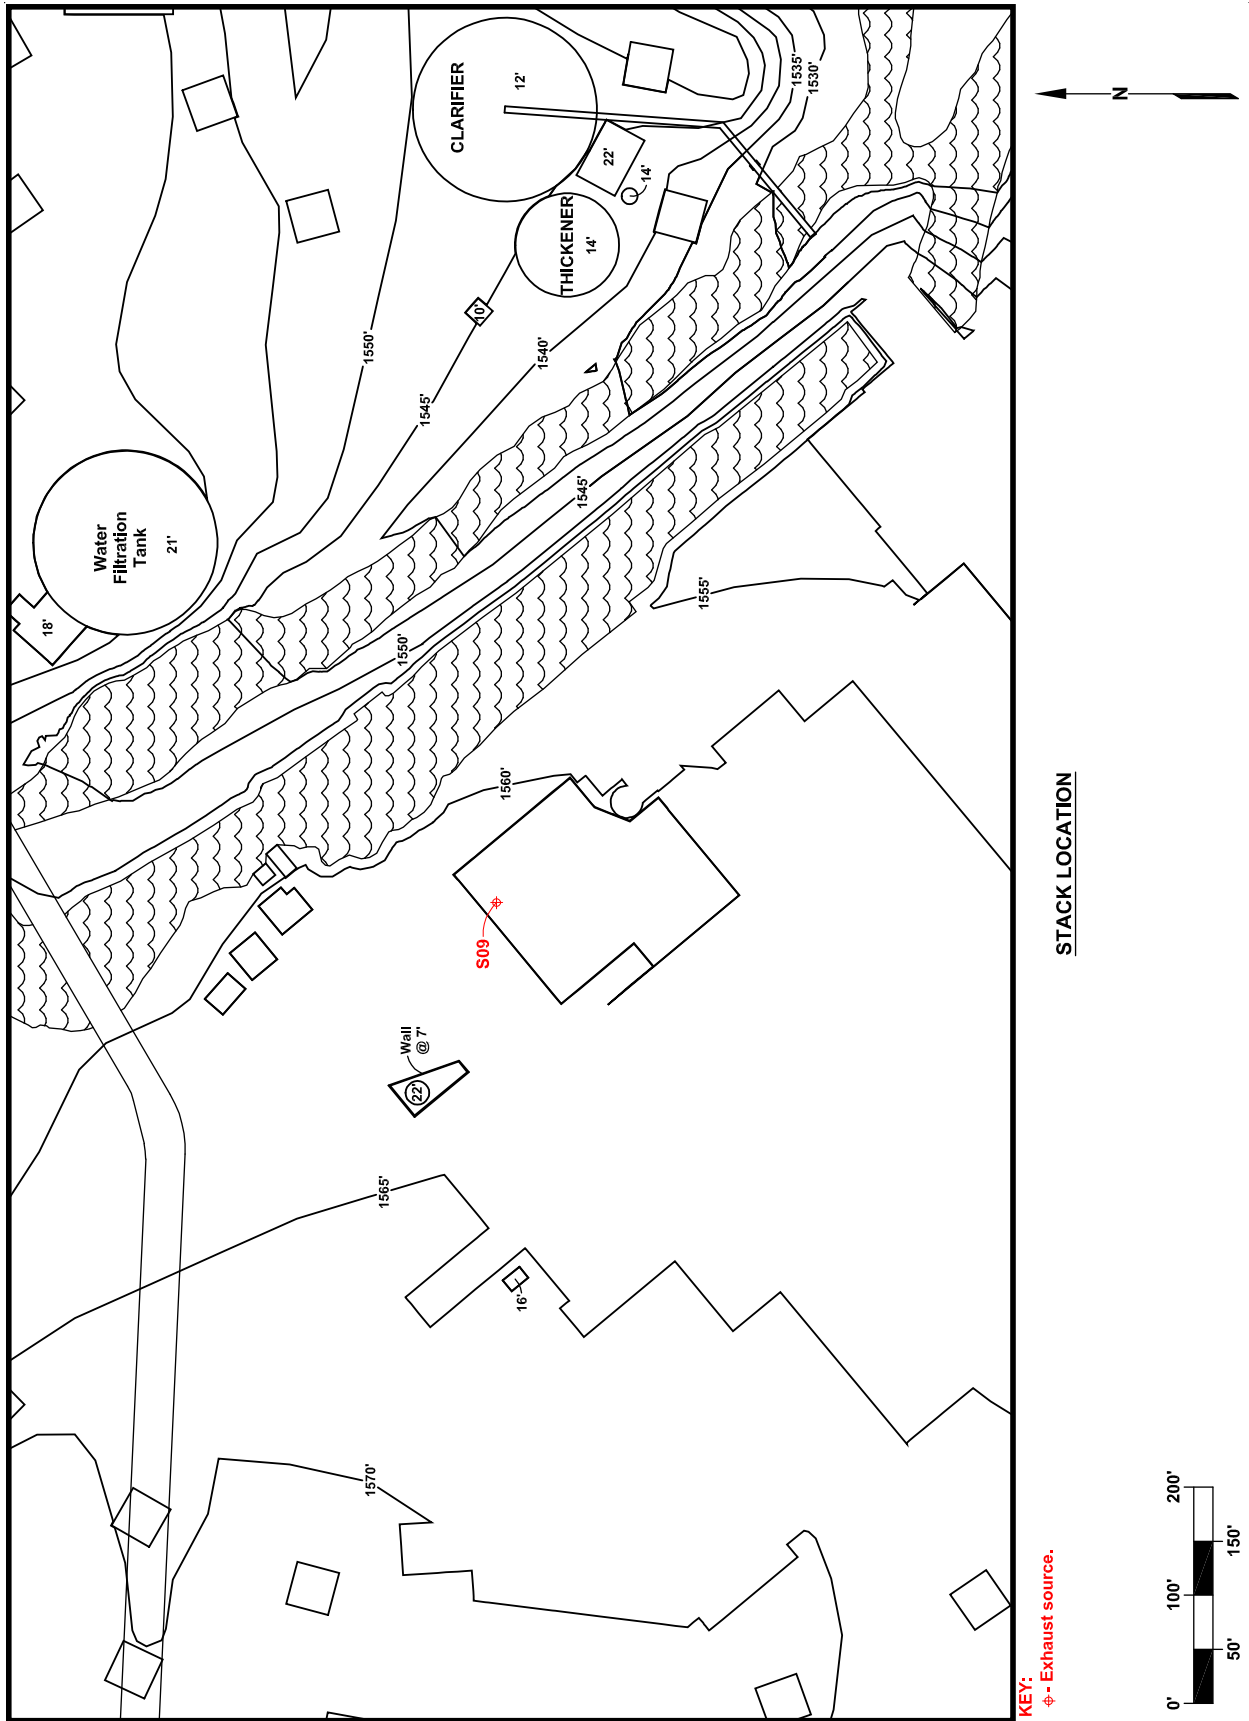 CLARIFIER
12'
22'
14'
THICKENER
14'
10'
1535'
1530'
1550'
1540'
1545'
1545'
Water
Filtration
Tank
21'
18'
1550'
1555'
1560'
S09
Wall
@ 7'
22'
1565'
16'
1570'
N
STACK LOCATION
KEY:
- Exhaust source.
0'
50'
100'
150'
200'